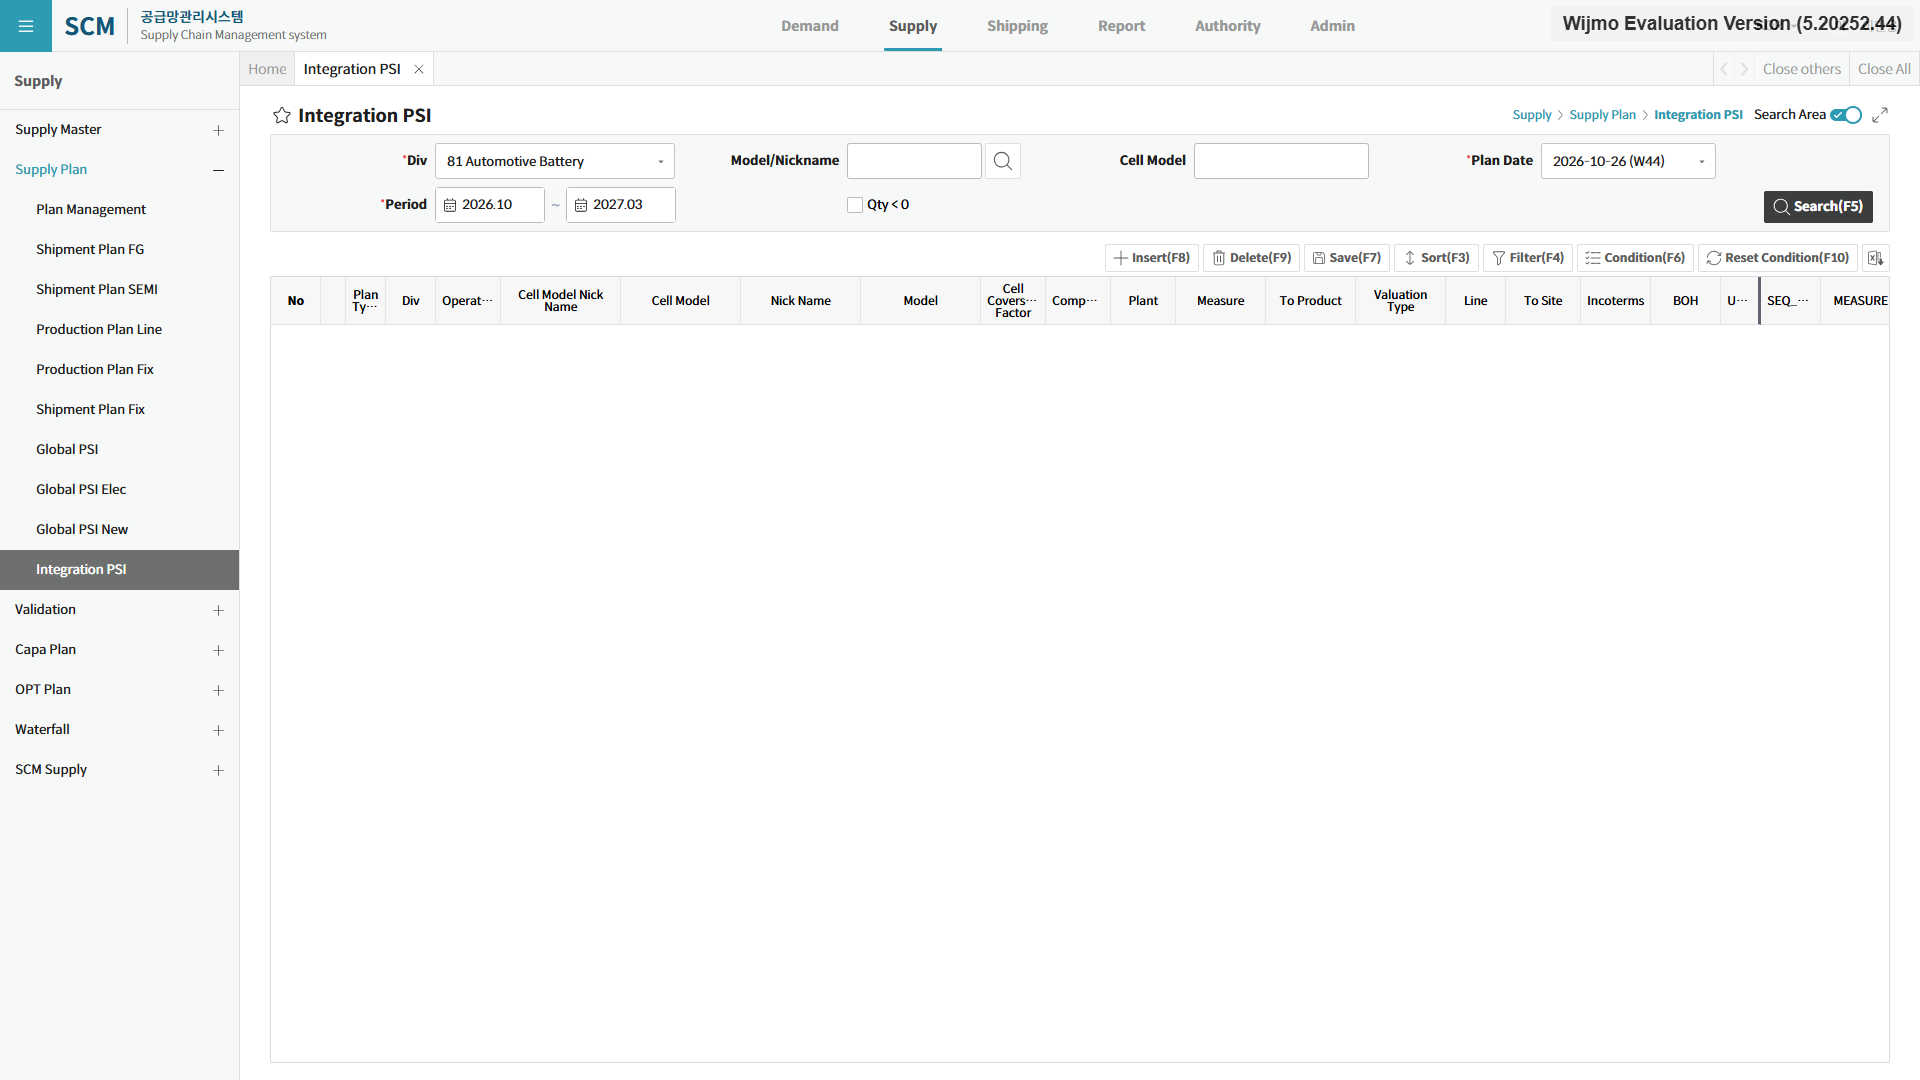 SCM
공급망관리시스템
Supply Chain Management system
Demand
Supply
Shipping
Report
Authority
Admin
Wijmo Evaluation Version (5.20252.44)
Supply
Home
Integration PSI
Close others
Close All
Supply Master
Supply Plan
Plan Management
Shipment Plan FG
Shipment Plan SEMI
Production Plan Line
Production Plan Fix
Shipment Plan Fix
Global PSI
Global PSI Elec
Global PSI New
Integration PSI
Validation
Capa Plan
OPT Plan
Waterfall
SCM Supply
Integration PSI
Supply > Supply Plan > Integration PSI
Search Area
*Div
81 Automotive Battery
Model/Nickname
Cell Model
*Plan Date
2026-10-26 (W44)
*Period
2026.10
~
2027.03
Qty < 0
Search(F5)
Insert(F8)
Delete(F9)
Save(F7)
Sort(F3)
Filter(F4)
Condition(F6)
Reset Condition(F10)
No
Plan Ty···
Div
Operat···
Cell Model Nick Name
Cell Model
Nick Name
Model
Cell Covers··· Factor
Comp···
Plant
Measure
To Product
Valuation Type
Line
To Site
Incoterms
BOH
U···
SEQ_···
MEASURE